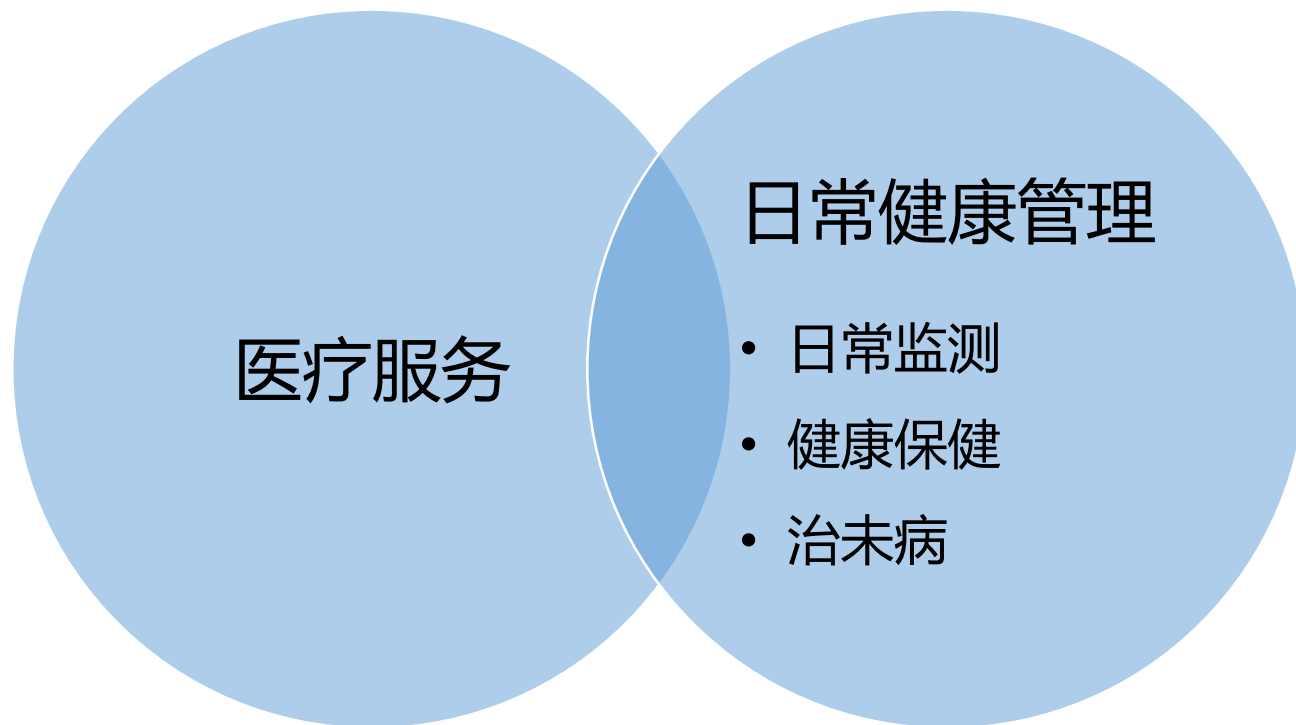 医疗服务
日常健康管理
• 日常监测
• 健康保健
• 治未病